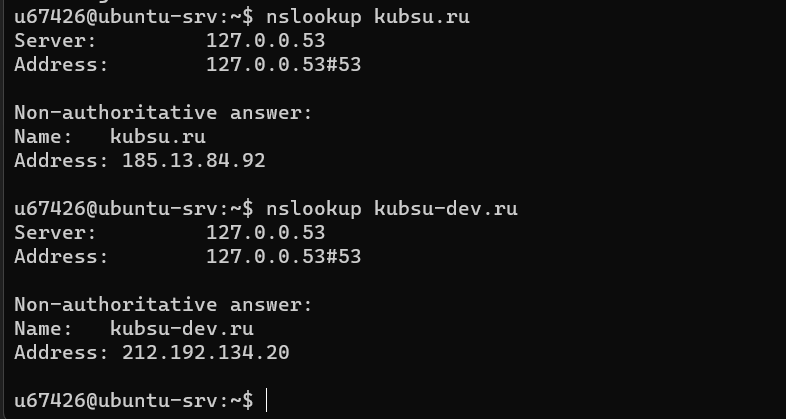 u67426@ubuntu-srv:~$ nslookup kubsu.ru
Server:         127.0.0.53
Address:        127.0.0.53#53
Non-authoritative answer:
Name:   kubsu.ru
Address: 185.13.84.92
u67426@ubuntu-srv:~$ nslookup kubsu-dev.ru
Server:         127.0.0.53
Address:        127.0.0.53#53
Non-authoritative answer:
Name:   kubsu-dev.ru
Address: 212.192.134.20
u67426@ubuntu-srv:~$